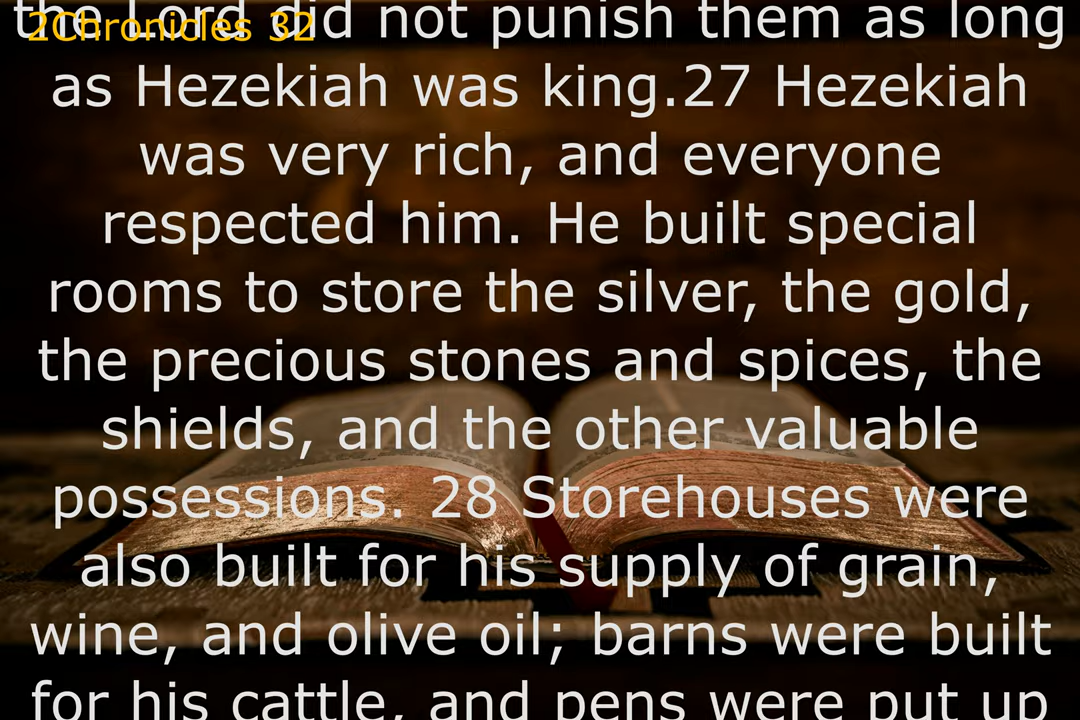 2Chronicles 32
the Lord did not punish them as long
as Hezekiah was king.27 Hezekiah
was very rich, and everyone
respected him. He built special
rooms to store the silver, the gold,
the precious stones and spices, the
shields, and the other valuable
possessions. 28 Storehouses were
also built for his supply of grain,
wine, and olive oil; barns were built
for his cattle, and pens were put up